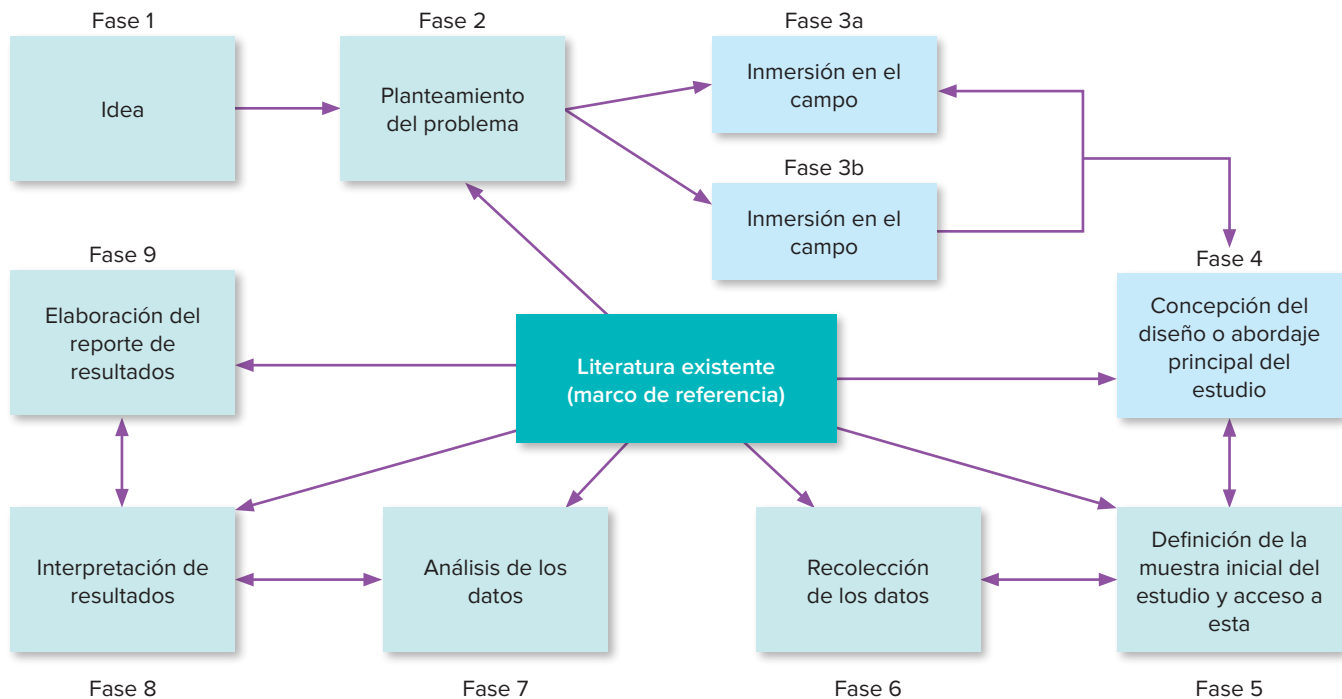 Fase 1
Idea
Fase 2
Planteamiento
del problema
Fase 3a
Inmersión en el
campo
Fase 3b
Inmersión en el
campo
Fase 4
Concepción del
diseño o abordaje
principal del
estudio
Fase 9
Elaboración del
reporte de
resultados
Literatura existente
(marco de referencia)
Interpretación de
resultados
Fase 8
Análisis de los
datos
Fase 7
Recolección
de los datos
Fase 6
Definición de la
muestra inicial del
estudio y acceso a
esta
Fase 5